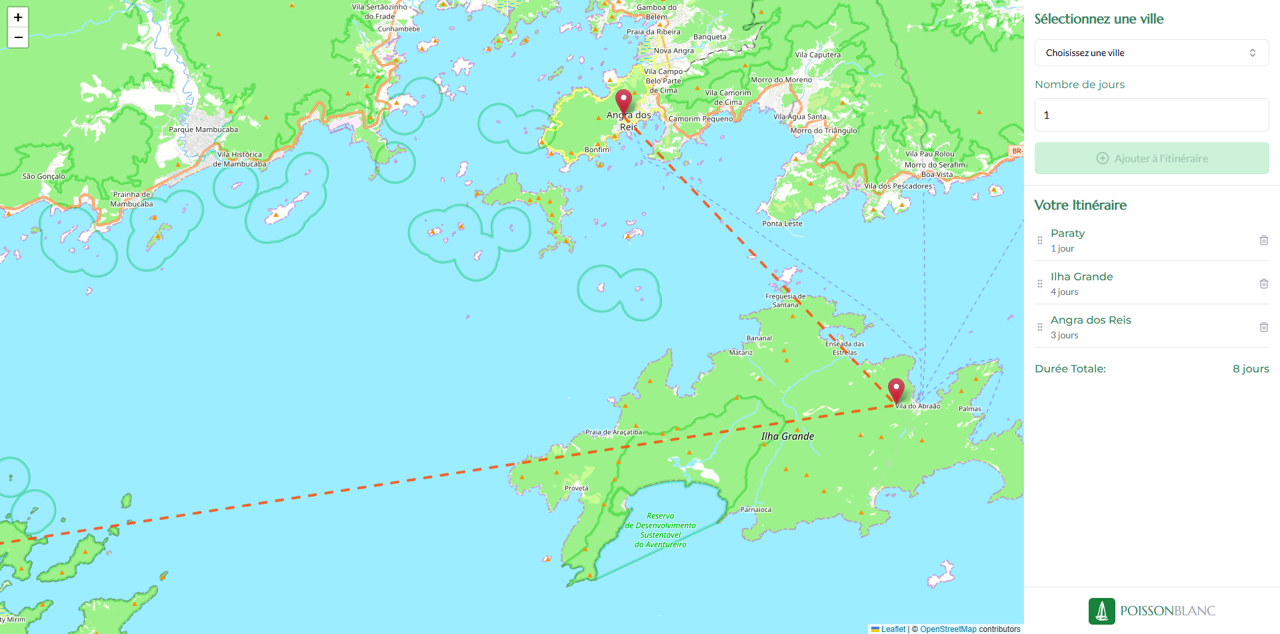 +
−
Vila Sertãozinho
do Frade
Cunhambebe
Gamboa do
Belém
Praia da Ribeira
Banqueta
Nova Angra
Vila Caputera
Vila Campo
Belo Parte
de Cima
Morro do Moreno
Vila Camorim
de Cima
Angra dos
Reis
Camorim Pequeno
Vila Água Santa
Morro do Triângulo
Parque Mambucaba
Bonfim
Vila Histórica
de Mambucaba
BR-
Vila Pau Rolou
Morro do Serafim
Boa Vista
São Gonçalo
Vila dos Pescadores
Prainha de
Mambucaba
Ponta Leste
Freguesia de
Santana
Bananal
Enseada das
Estrelas
Matariz
Vila do Abraão
Palmas
Praia de Araçatiba
Ilha Grande
Provetá
Parnaioca
Reserva
de Desenvolvimento
Sustentável
do Aventureiro
ty Mirim
Leaflet | © OpenStreetMap contributors
Sélectionnez une ville
Choisissez une ville
Nombre de jours
1
Ajouter à l'itinéraire
Votre Itinéraire
Paraty
1 jour
Ilha Grande
4 jours
Angra dos Reis
3 jours
Durée Totale: 8 jours
POISSONBLANC